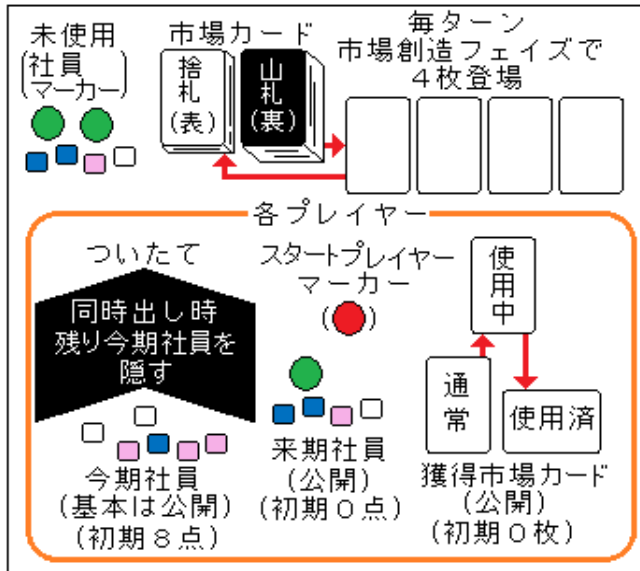 未使用
(社員
マーカー)
市場カード
捨札
(表)
山札
(裏)
毎ターン
市場創造フェイズで
4枚登場
各プレイヤー
ついたて
同時出し時
残り今期社員を
隠す
今期社員
(基本は公開)
(初期8点)
スタートプレイヤー
マーカー
( )
来期社員
(公開)
(初期0点)
使用中
通常
使用済
獲得市場カード
(公開)
(初期0枚)